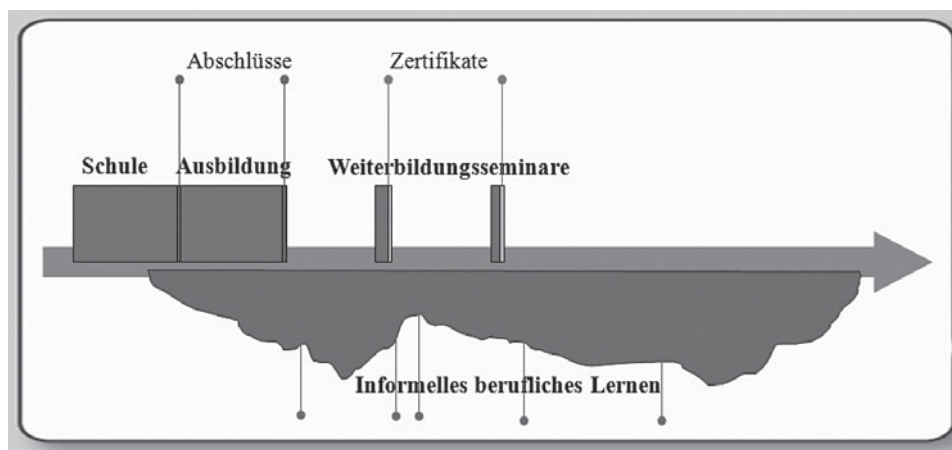 Abschlüsse
Zertifikate
Schule
Ausbildung
Weiterbildungsseminare
Informelles berufliches Lernen